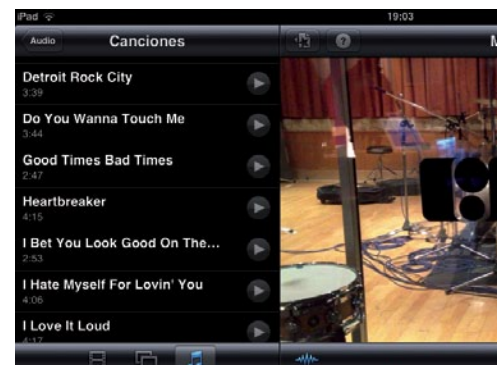 iPad 19:03
Audio Canciones ?
Detroit Rock City
3:39
Do You Wanna Touch Me
3:44
Good Times Bad Times
2:47
Heartbreaker
4:15
I Bet You Look Good On The...
2:53
I Hate Myself For Lovin' You
4:06
I Love It Loud
4:17